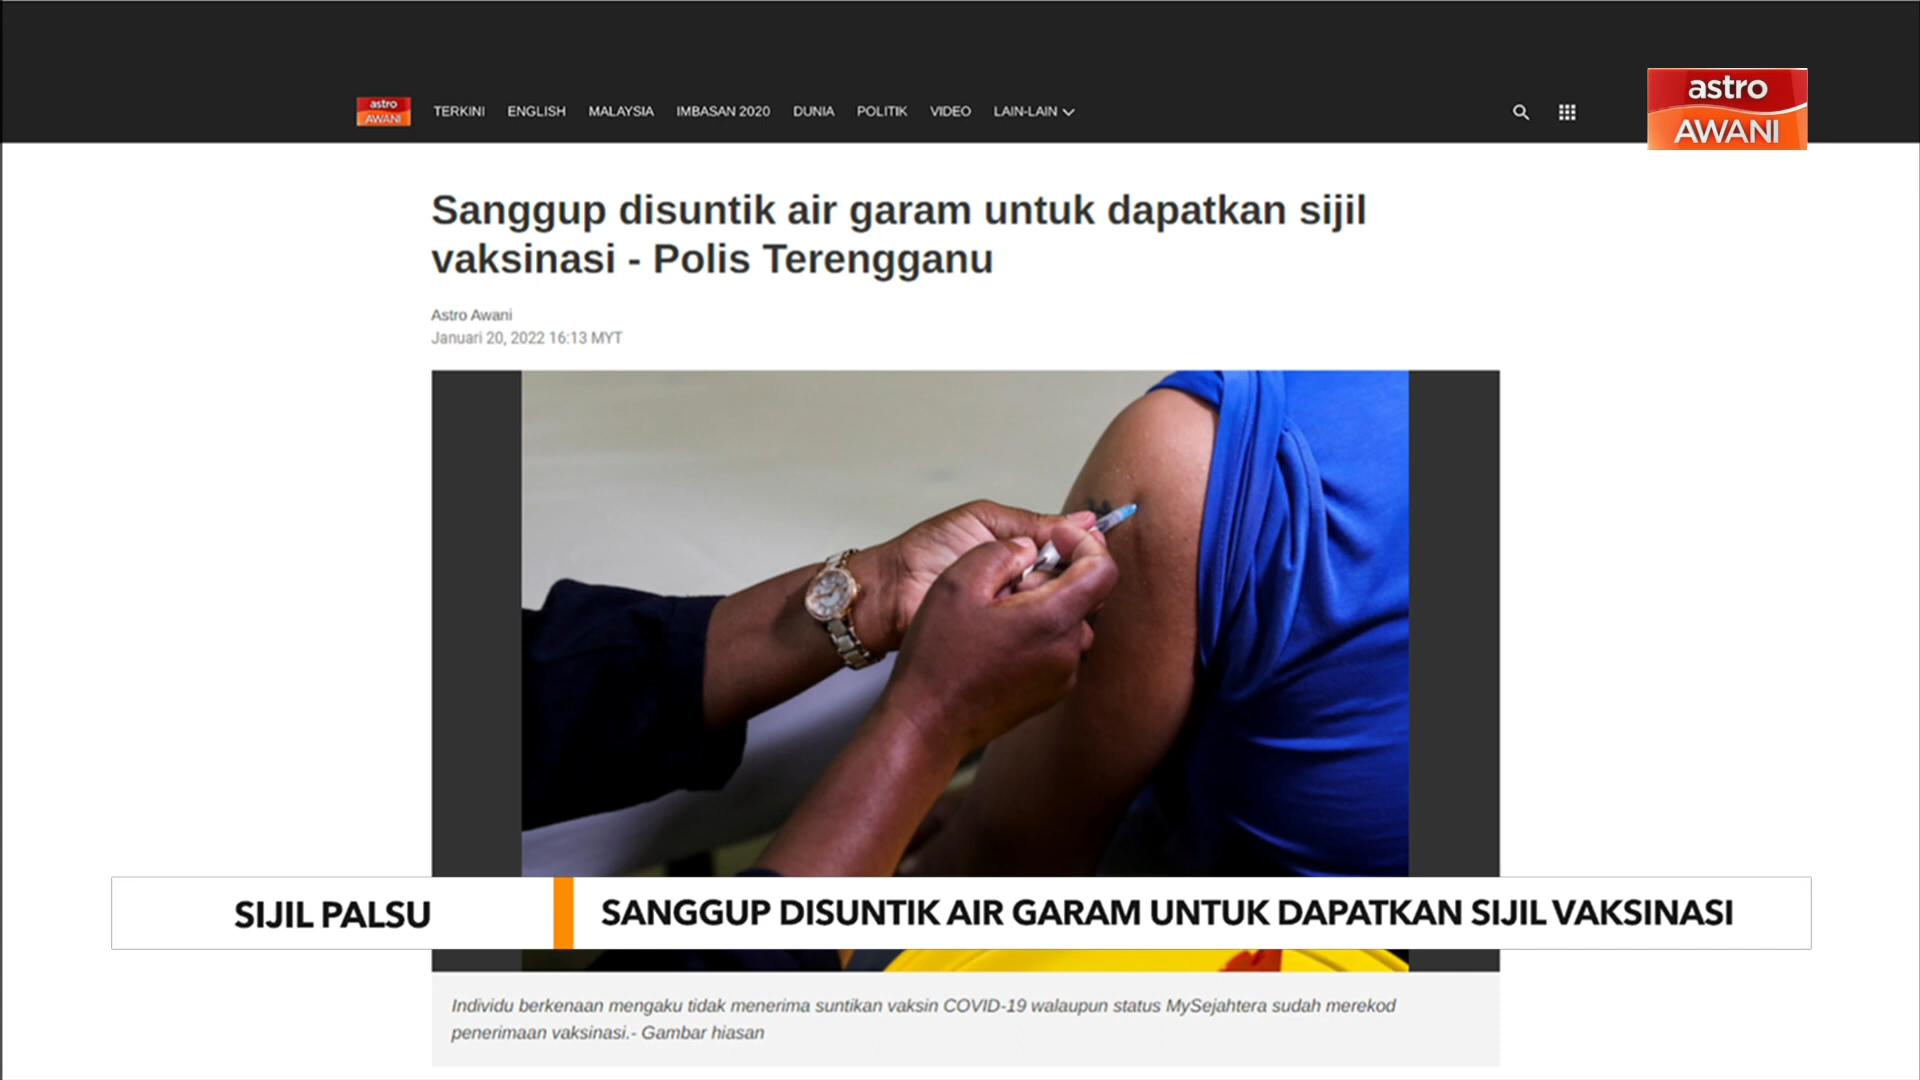 astro
AWANI
TERKINI ENGLISH MALAYSIA IMBASAN 2020 DUNIA POLITIK VIDEO LAIN-LAIN
astro
AWANI
Sanggup disuntik air garam untuk dapatkan sijil
vaksinasi - Polis Terengganu
Astro Awani
Januari 20, 2022 16:13 MYT
SIJIL PALSU
SANGGUP DISUNTIK AIR GARAM UNTUK DAPATKAN SIJIL VAKSINASI
Individu berkenaan mengaku tidak menerima suntikan vaksin COVID-19 walaupun status MySejahtera sudah merekod
penerimaan vaksinasi.- Gambar hiasan